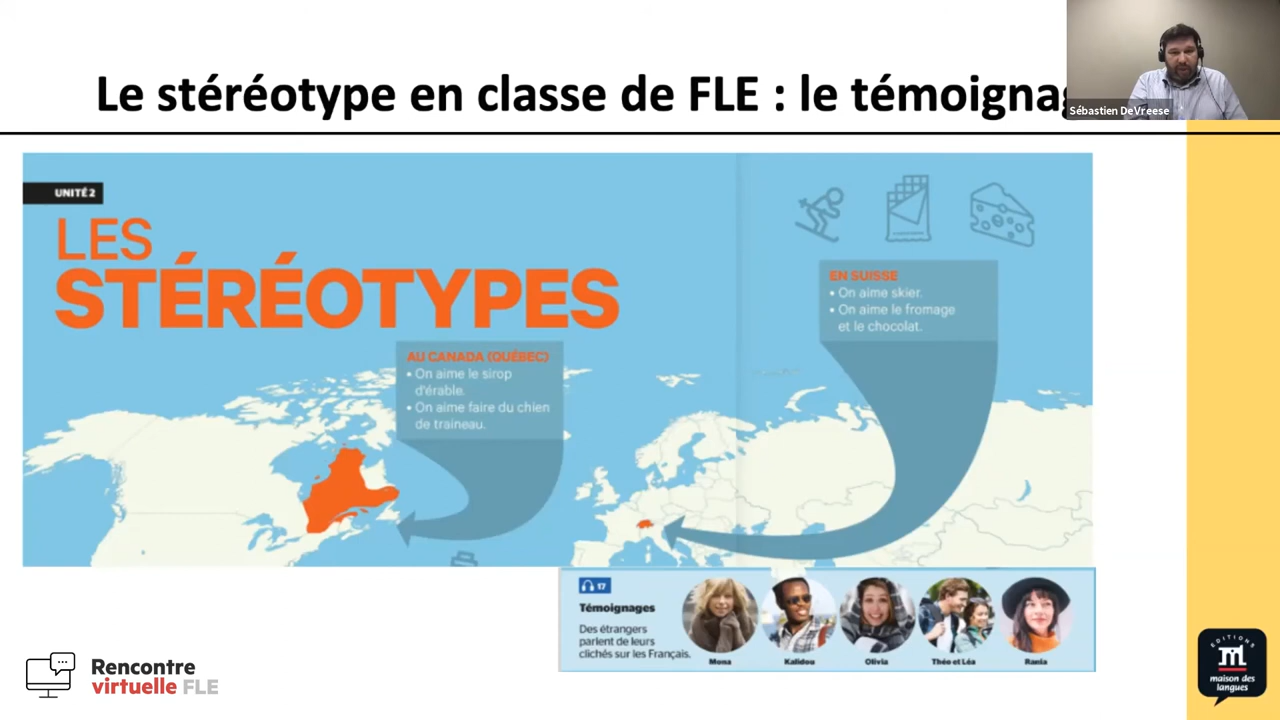 Le stéréotype en classe de FLE : le témoignag
Sébastien DeVreese
UNITÉ 2
LES
STÉRÉOTYPES
EN SUISSE
• On aime skier.
• On aime le fromage
et le chocolat.
AU CANADA (QUÉBEC)
• On aime le sirop
d'érable.
• On aime faire du chien
de traineau.
17
Témoignages
Des étrangers
parlent de leurs
clichés sur les Français.
Mona
Kalidou
Olivia
Théo et Léa
Rania
Rencontre
virtuelle FLE
EDITIONS
maison des
langues